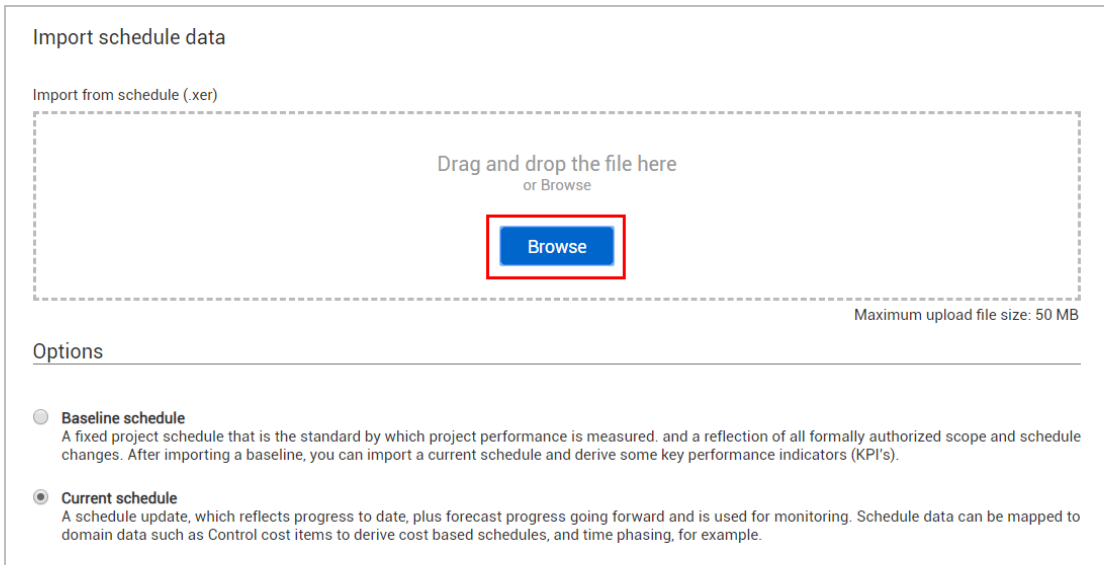 Import schedule data
Import from schedule (.xer)
Drag and drop the file here
or Browse
Browse
Maximum upload file size: 50 MB
Options
Baseline schedule
A fixed project schedule that is the standard by which project performance is measured. and a reflection of all formally authorized scope and schedule
changes. After importing a baseline, you can import a current schedule and derive some key performance indicators (KPI's).
Current schedule
A schedule update, which reflects progress to date, plus forecast progress going forward and is used for monitoring. Schedule data can be mapped to
domain data such as Control cost items to derive cost based schedules, and time phasing, for example.